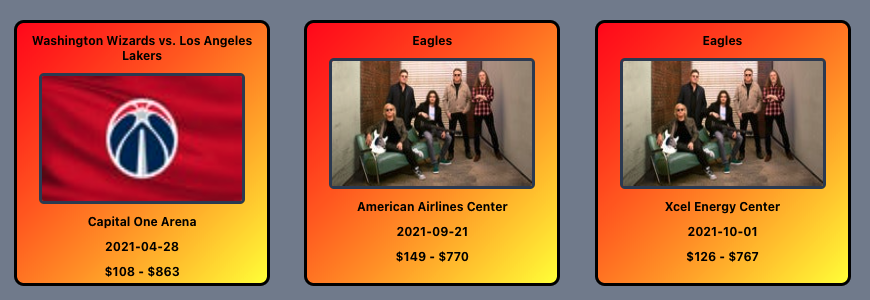 Washington Wizards vs. Los Angeles
Lakers
Capital One Arena
2021-04-28
$108 - $863
Eagles
American Airlines Center
2021-09-21
$149 - $770
Eagles
Xcel Energy Center
2021-10-01
$126 - $767